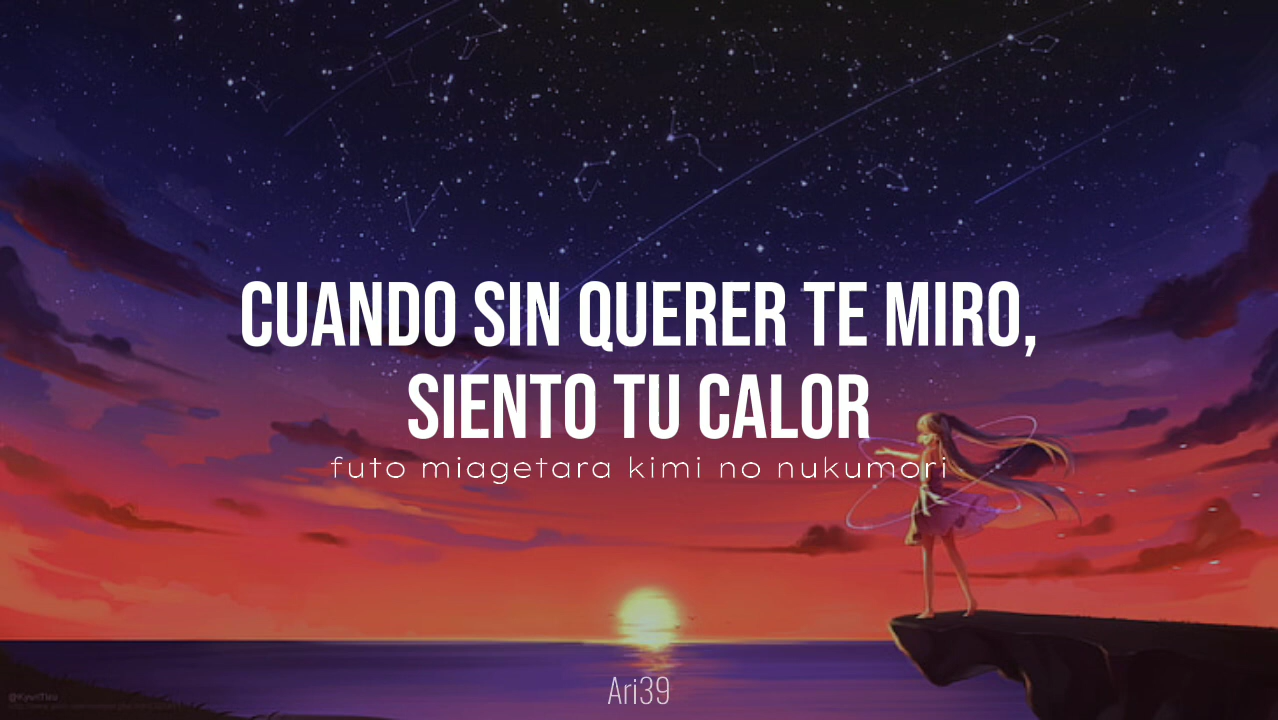 CUANDO SIN QUERER TE MIRO,
SIENTO TU CALOR
futo miagetara kimi no nukumori
Ari39